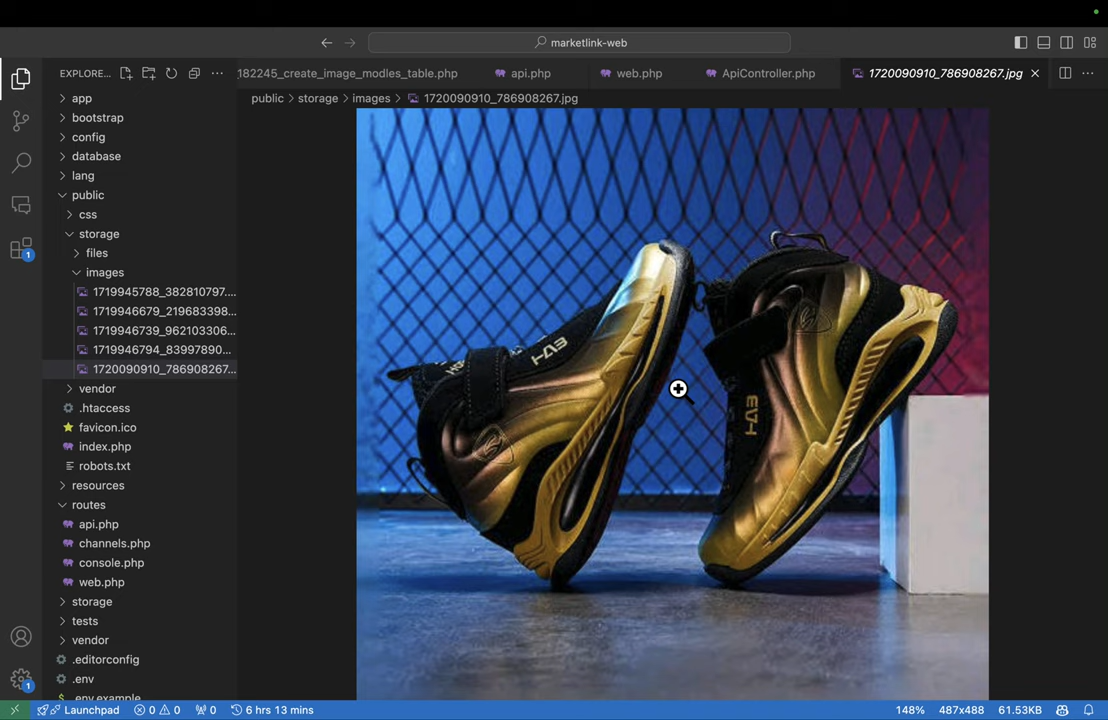 marketlink-web
EXPLORE...
_182245_create_image_modles_table.php
api.php
web.php
ApiController.php
1720090910_786908267.jpg
public
storage
images
1720090910_786908267.jpg
app
bootstrap
config
database
lang
public
css
storage
files
images
1719945788_382810797....
1719946679_219683398...
1719946739_962103306...
1719946794_83997890...
1720090910_786908267...
vendor
.htaccess
favicon.ico
index.php
robots.txt
resources
routes
api.php
channels.php
console.php
web.php
storage
tests
vendor
.editorconfig
.env
.env.example
1
1
Launchpad
0
0
0
6 hrs 13 mins
148%
487x488
61.53KB